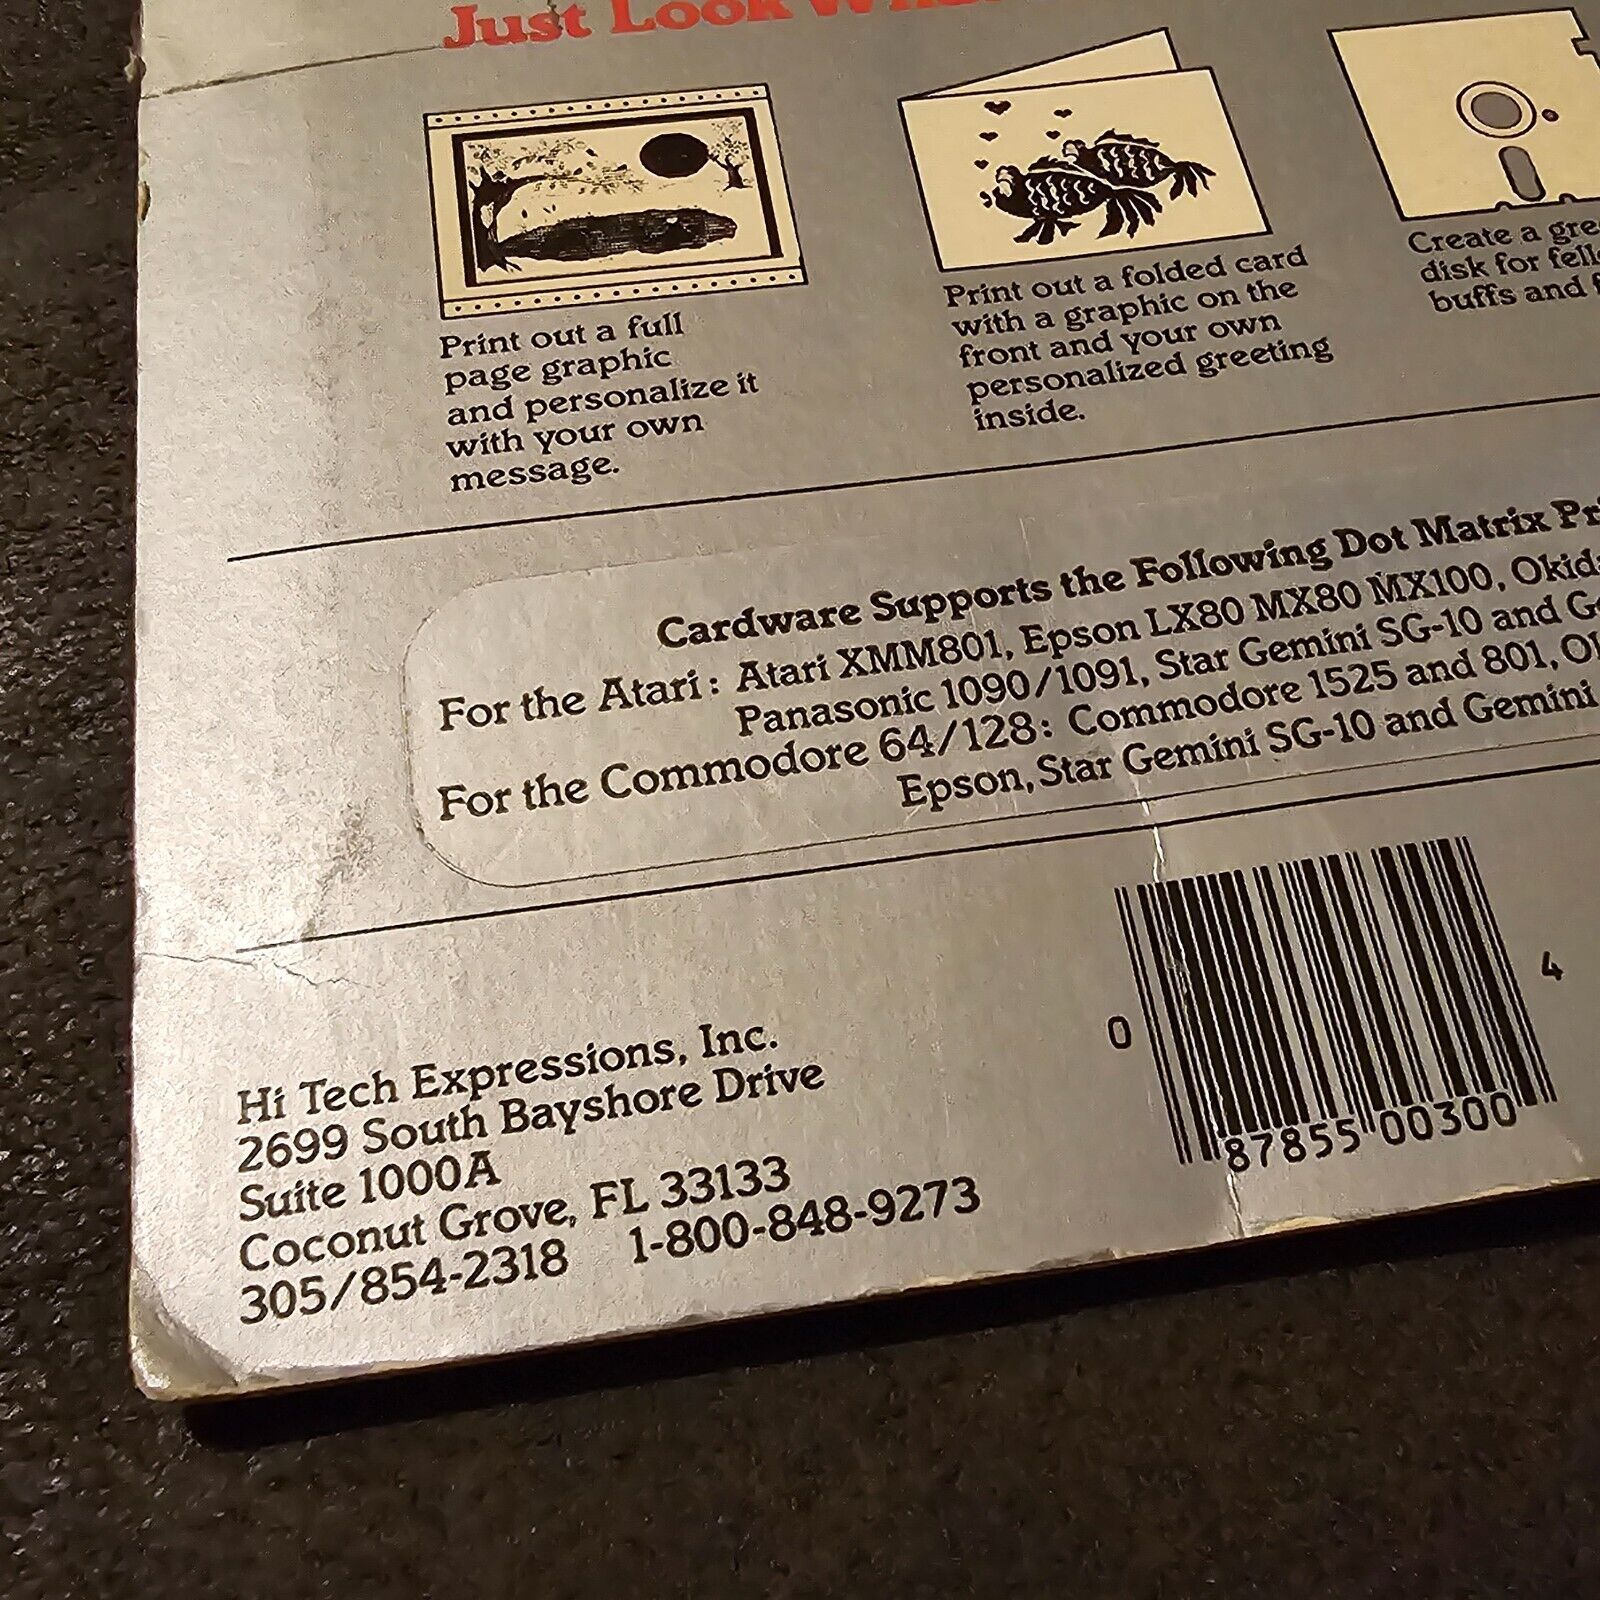 Just Look
Print out a full
page graphic
and personalize it
with your own
message.
Print out a folded card
with a graphic on the
front and your own
personalized greeting
inside.
Create a
disk for
buffs and
Cardware Supports the Following Dot Matrix
For the Atari: Atari XMM801, Epson LX80 MX80 MX100,
Panasonic 1090/1091, Star Gemini SG-10 and
For the Commodore 64/128: Commodore 1525 and 801,
Epson, Star Gemini SG-10 and Gemini
Hi Tech Expressions, Inc.
2699 South Bayshore Drive
Suite 1000A
Coconut Grove, FL 33133
305/854-2318 1-800-848-9273
0 87855 00300 4